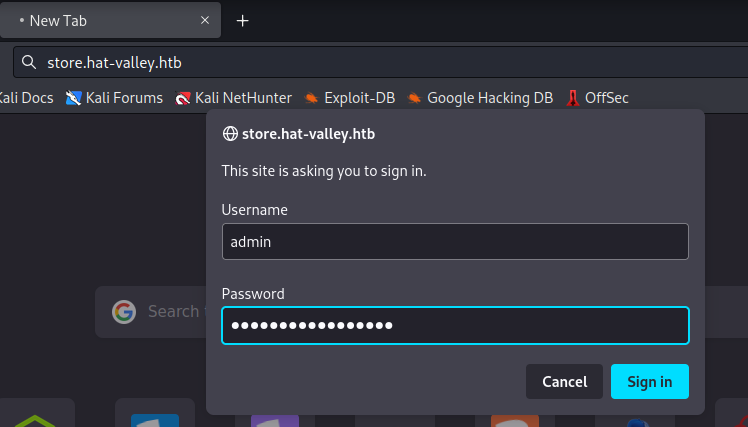 New Tab
store.hat-valley.htb
Kali Docs Kali Forums Kali NetHunter Exploit-DB Google Hacking DB OffSec
store.hat-valley.htb
This site is asking you to sign in.
Username
admin
Password
●●●●●●●●●●●●●●●●●
Cancel Sign in
Search